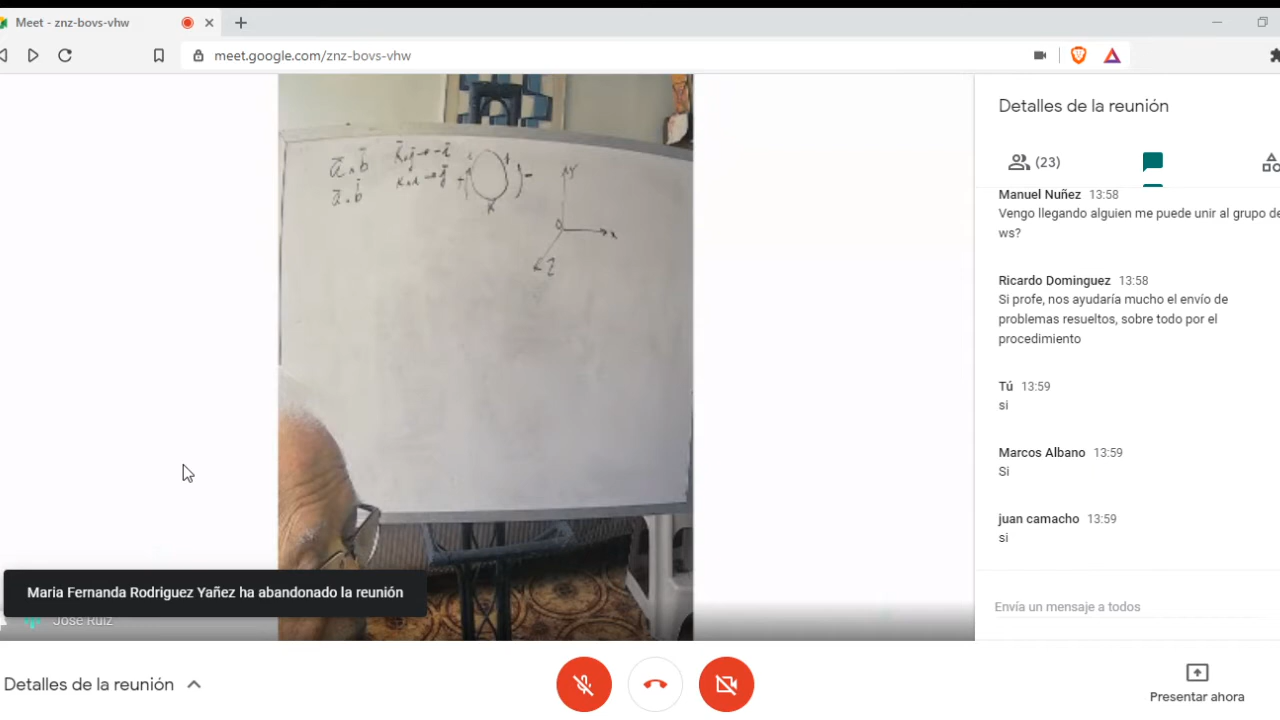 Meet - znz-bovs-vhw
meet.google.com/znz-bovs-vhw
Detalles de la reunión
(23)
Manuel Nuñez 13:58
Vengo llegando alguien me puede unir al grupo de
ws?
Ricardo Dominguez 13:58
Si profe, nos ayudaría mucho el envío de
problemas resueltos, sobre todo por el
procedimiento
Tú 13:59
si
Marcos Albano 13:59
Si
juan camacho 13:59
si
Envía un mensaje a todos
Maria Fernanda Rodriguez Yañez ha abandonado la reunión
Jose Ruiz
Detalles de la reunión
Presentar ahora
y
x
z